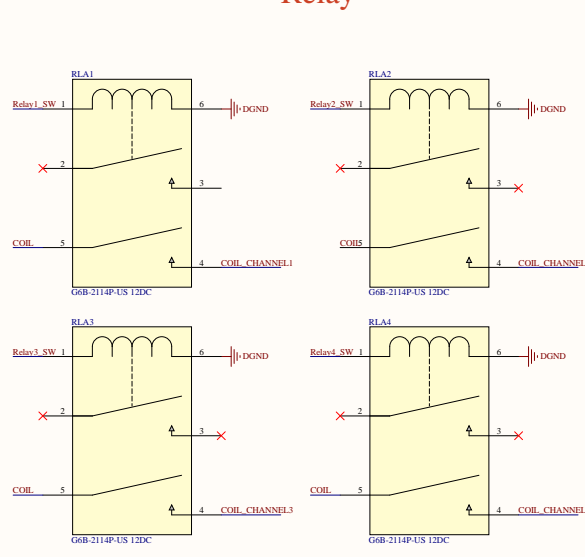 Relay
RLA1
Relay1_SW 1
6
DGND
2
3
COIL 5
4 COIL_CHANNEL1
G6B-2114P-US 12DC
RLA2
Relay2_SW 1
6
DGND
2
3
COIL 5
4 COIL_CHANNEL
G6B-2114P-US 12DC
RLA3
Relay3_SW 1
6
DGND
2
3
COIL 5
4 COIL_CHANNEL3
G6B-2114P-US 12DC
RLA4
Relay4_SW 1
6
DGND
2
3
COIL 5
4 COIL_CHANNEL
G6B-2114P-US 12DC